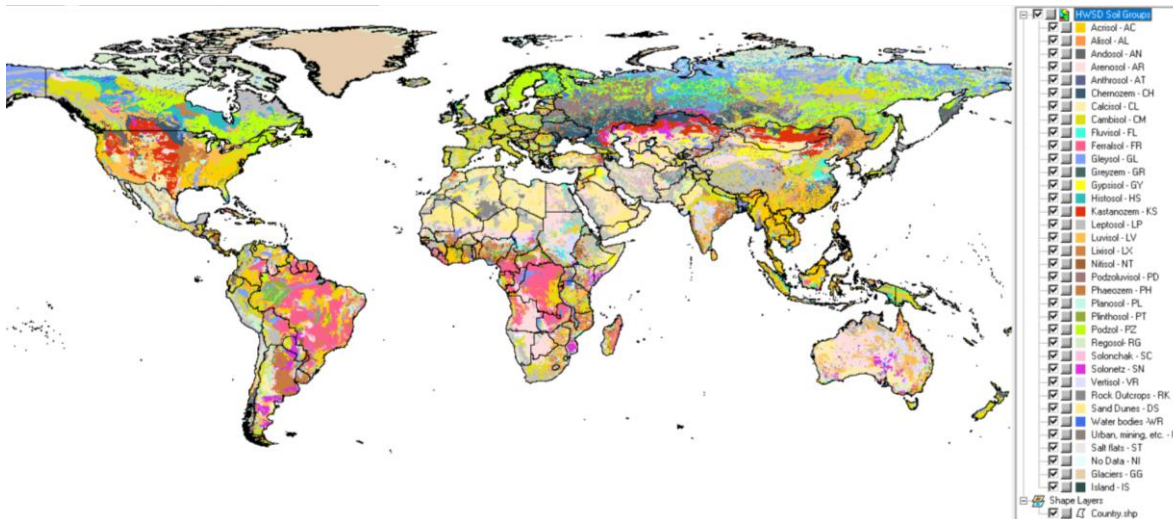 HWSD Soil Groups
Acrisol - AC
Alisol - AL
Andosol - AN
Arenosol - AR
Anthrosol - AT
Chernozem - CH
Calcisol - CL
Cambisol - CM
Fluvisol - FL
Ferralsol - FR
Gleysol - GL
Greyzem - GR
Gypsisol - GY
Histosol - HS
Kastanozem - KS
Leptosol - LP
Luvisol - LV
Lixisol - LX
Nitisol - NT
Podzoluvisol - PD
Phaeozem - PH
Planosol - PL
Plinthosol - PT
Podzol - PZ
Regosol- RG
Solonchak - SC
Solonetz - SN
Vertisol - VR
Rock Outcrops - RK
Sand Dunes - DS
Water bodies -WR
Urban, mining, etc. -
Salt flats - ST
No Data - NI
Glaciers - GG
Island - IS
Shape Layers
Country.shp